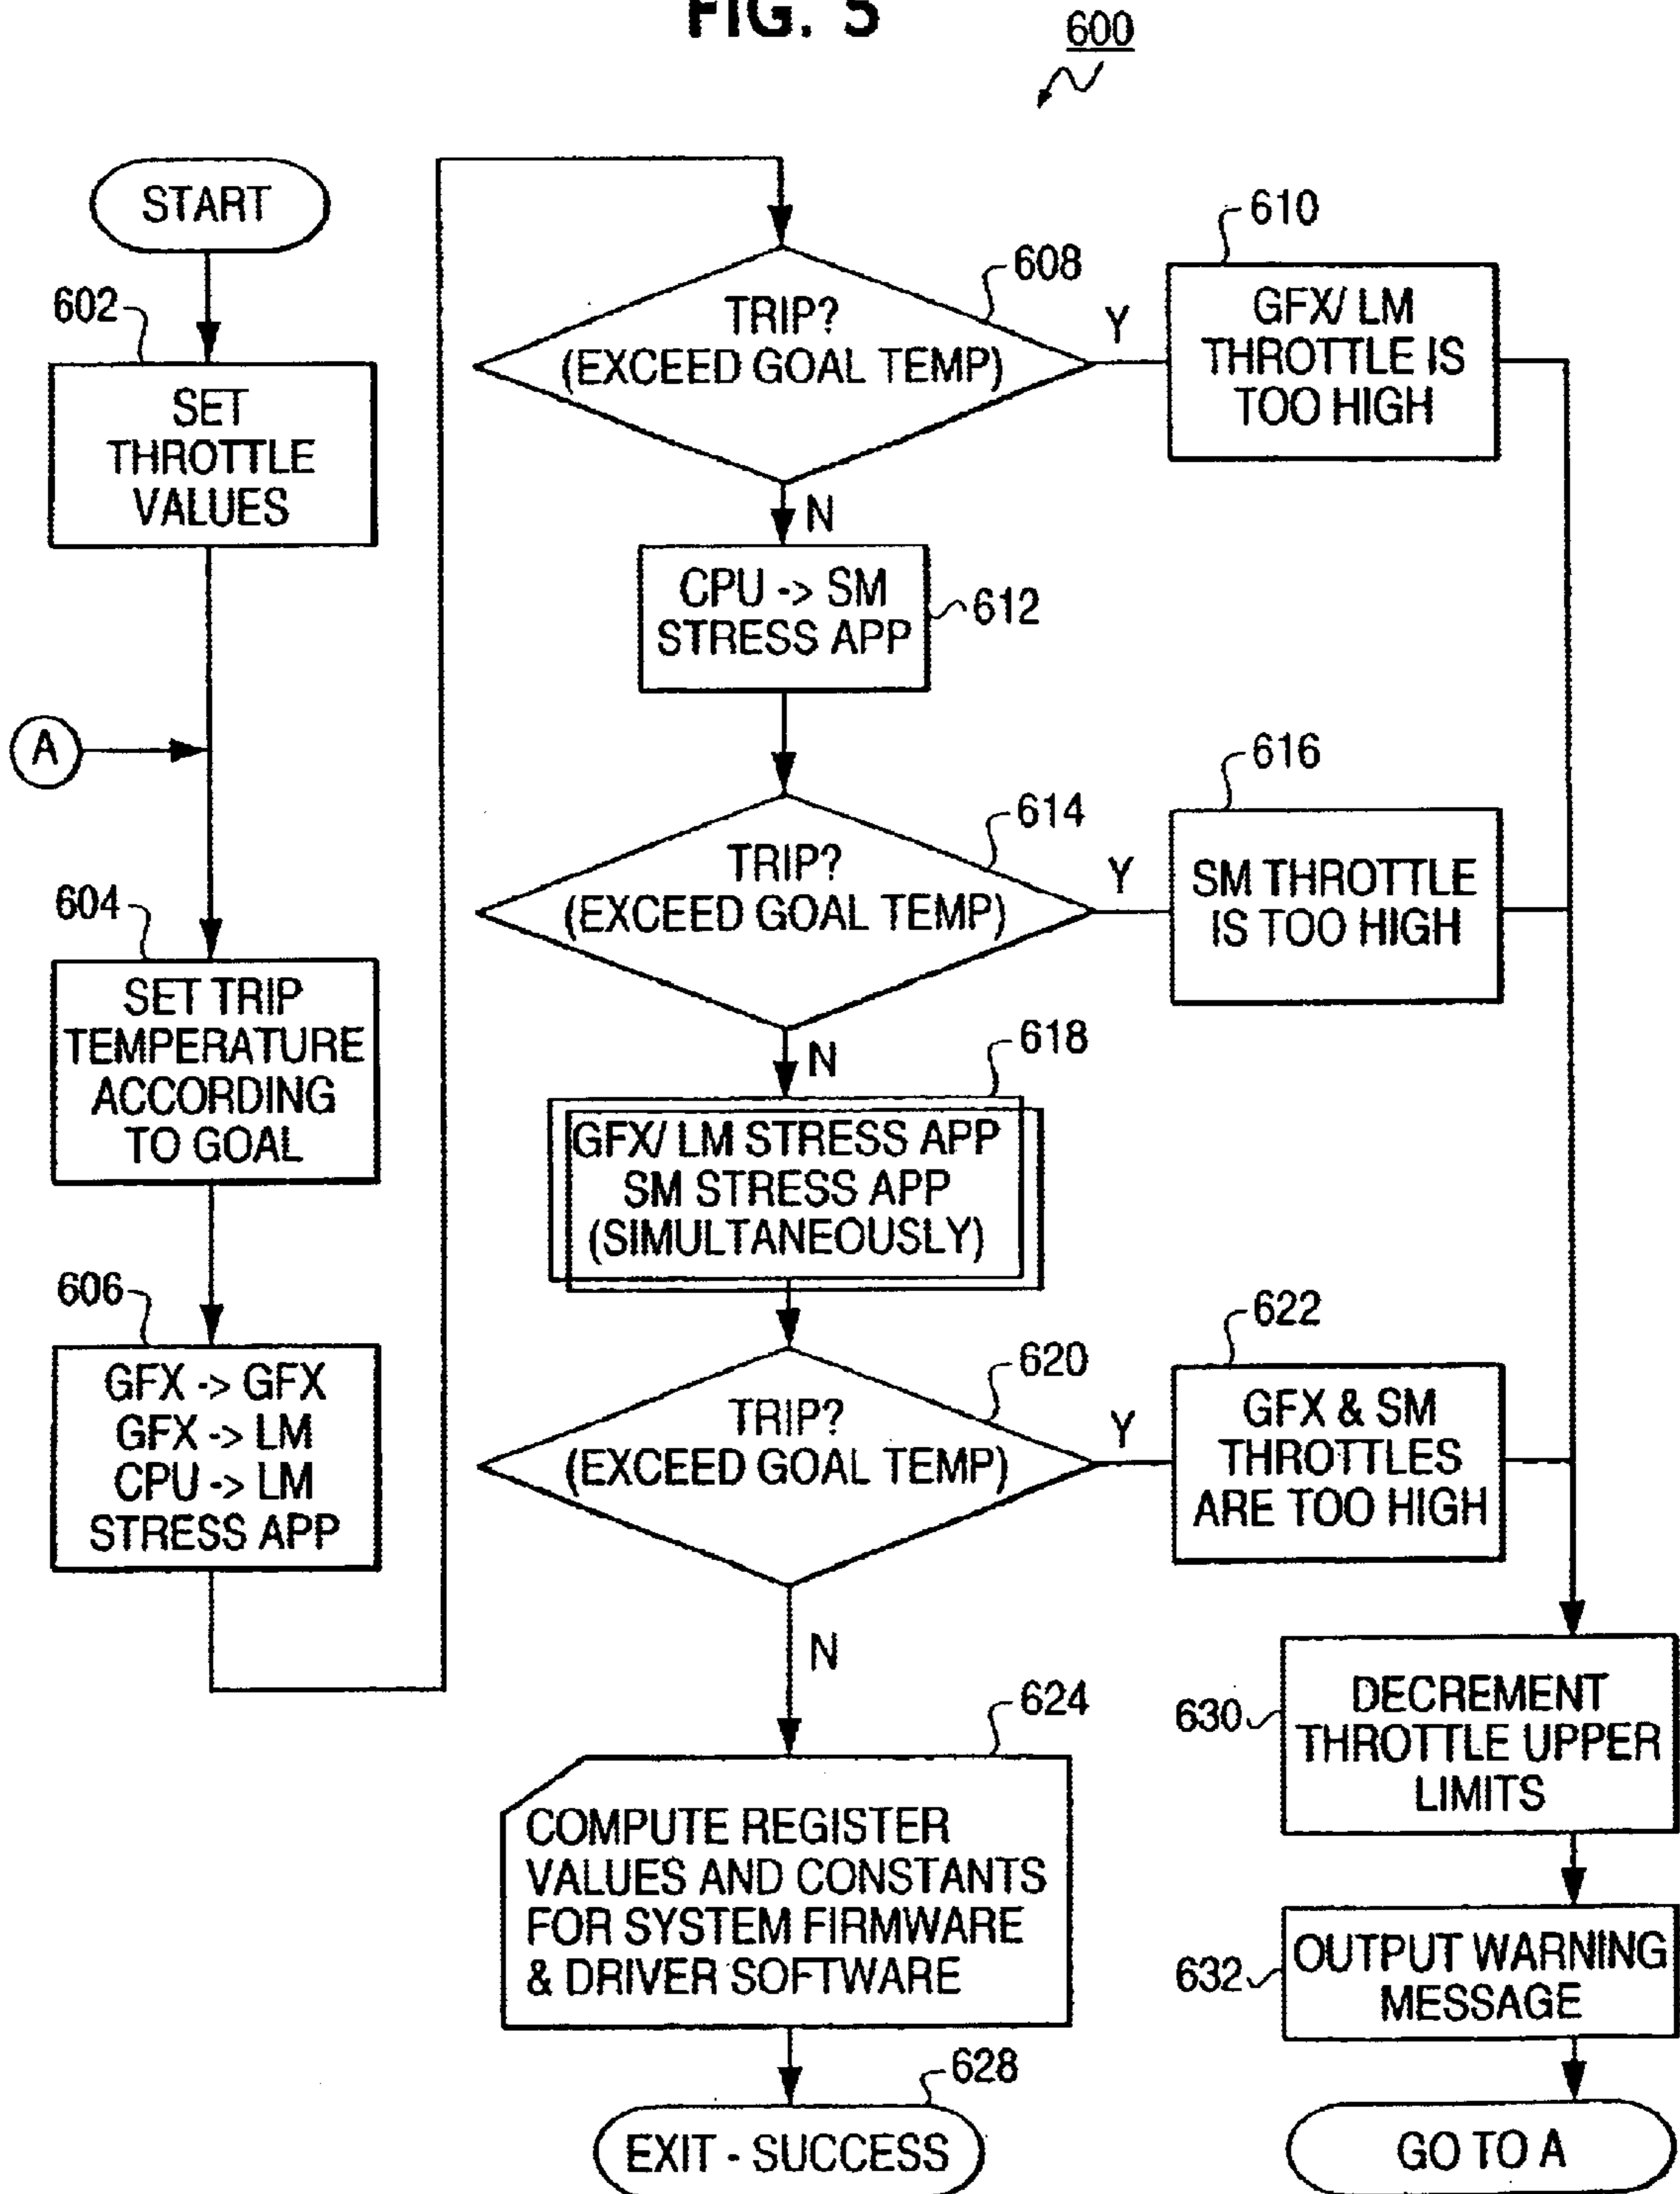 FIG. 5
600
START
602
SET
THROTTLE
VALUES
A
604
SET TRIP
TEMPERATURE
ACCORDING
TO GOAL
606
GFX -> GFX
GFX -> LM
CPU -> LM
STRESS APP
608
TRIP?
(EXCEED GOAL TEMP)
Y
N
610
GFX/ LM
THROTTLE IS
TOO HIGH
CPU -> SM
STRESS APP
612
614
TRIP?
(EXCEED GOAL TEMP)
Y
N
616
SM THROTTLE
IS TOO HIGH
618
GFX/ LM STRESS APP
SM STRESS APP
(SIMULTANEOUSLY)
620
TRIP?
(EXCEED GOAL TEMP)
Y
N
622
GFX & SM
THROTTLES
ARE TOO HIGH
624
COMPUTE REGISTER
VALUES AND CONSTANTS
FOR SYSTEM FIRMWARE
& DRIVER SOFTWARE
628
EXIT - SUCCESS
630
DECREMENT
THROTTLE UPPER
LIMITS
632
OUTPUT WARNING
MESSAGE
GO TO A